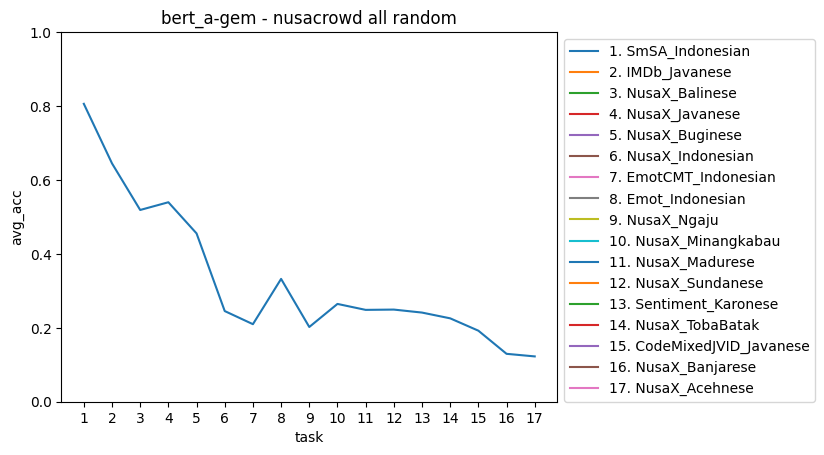 bert_a-gem - nusacrowd all random
1.0
0.8
0.6
0.4
0.2
0.0
avg_acc
1 2 3 4 5 6 7 8 9 10 11 12 13 14 15 16 17
task
1. SmSA_Indonesian
2. IMDb_Javanese
3. NusaX_Balinese
4. NusaX_Javanese
5. NusaX_Buginese
6. NusaX_Indonesian
7. EmotCMT_Indonesian
8. Emot_Indonesian
9. NusaX_Ngaju
10. NusaX_Minangkabau
11. NusaX_Madurese
12. NusaX_Sundanese
13. Sentiment_Karonese
14. NusaX_TobaBatak
15. CodeMixedJVID_Javanese
16. NusaX_Banjarese
17. NusaX_Acehnese